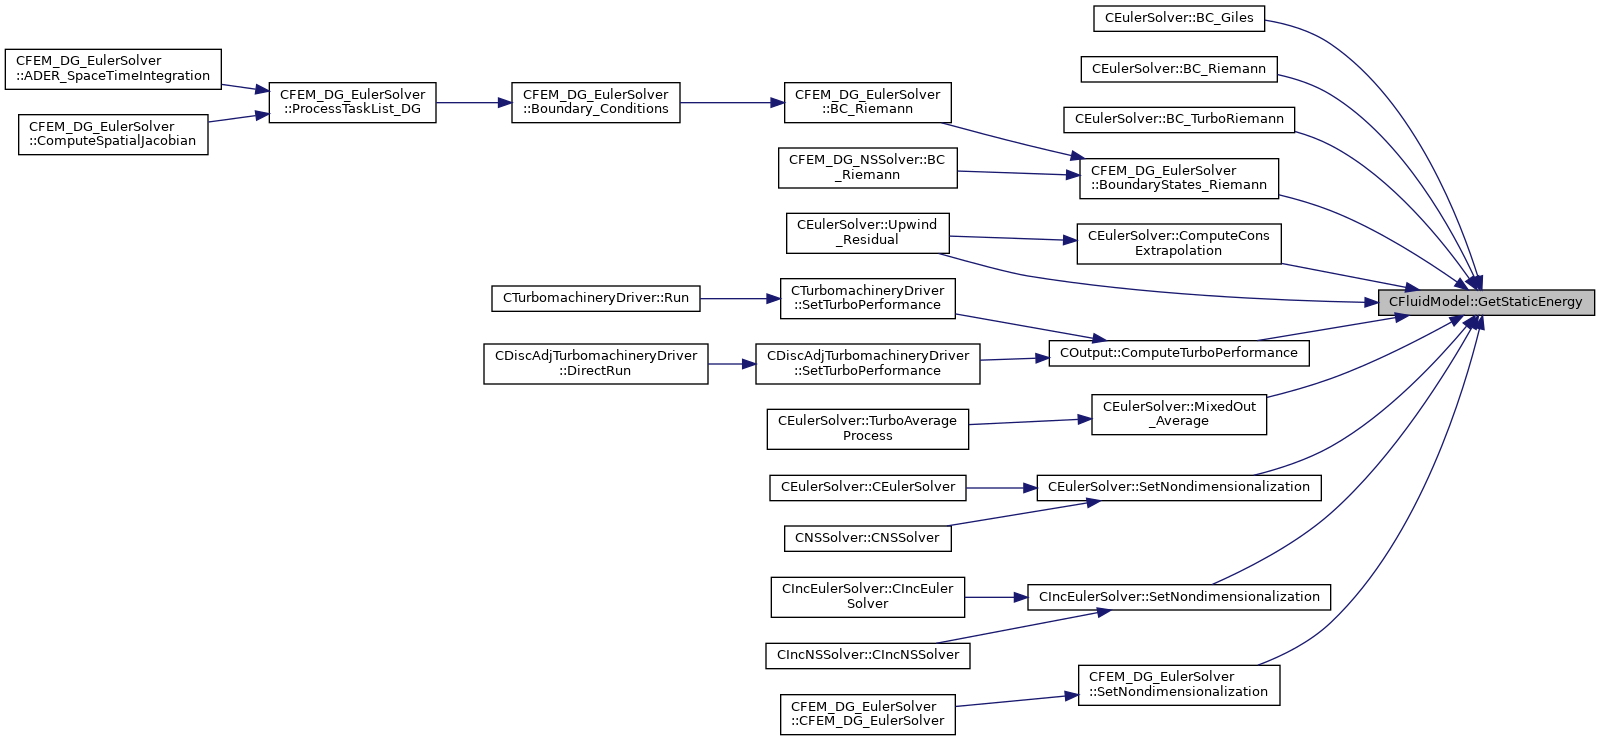 CEulerSolver::BC_Giles
CFEM_DG_EulerSolver
::ADER_SpaceTimeIntegration
CEulerSolver::BC_Riemann
CFEM_DG_EulerSolver
::ProcessTaskList_DG
CFEM_DG_EulerSolver
::Boundary_Conditions
CFEM_DG_EulerSolver
::BC_Riemann
CEulerSolver::BC_TurboRiemann
CFEM_DG_EulerSolver
::ComputeSpatialJacobian
CFEM_DG_NSSolver::BC
_Riemann
CFEM_DG_EulerSolver
::BoundaryStates_Riemann
CEulerSolver::Upwind
_Residual
CEulerSolver::ComputeCons
Extrapolation
CTurbomachineryDriver::Run
CTurbomachineryDriver
::SetTurboPerformance
CFluidModel::GetStaticEnergy
CDiscAdjTurbomachineryDriver
::DirectRun
CDiscAdjTurbomachineryDriver
::SetTurboPerformance
COutput::ComputeTurboPerformance
CEulerSolver::TurboAverage
Process
CEulerSolver::MixedOut
_Average
CEulerSolver::CEulerSolver
CEulerSolver::SetNondimensionalization
CNSSolver::CNSSolver
CIncEulerSolver::CIncEuler
Solver
CIncEulerSolver::SetNondimensionalization
CIncNSSolver::CIncNSSolver
CFEM_DG_EulerSolver
::SetNondimensionalization
CFEM_DG_EulerSolver
::CFEM_DG_EulerSolver